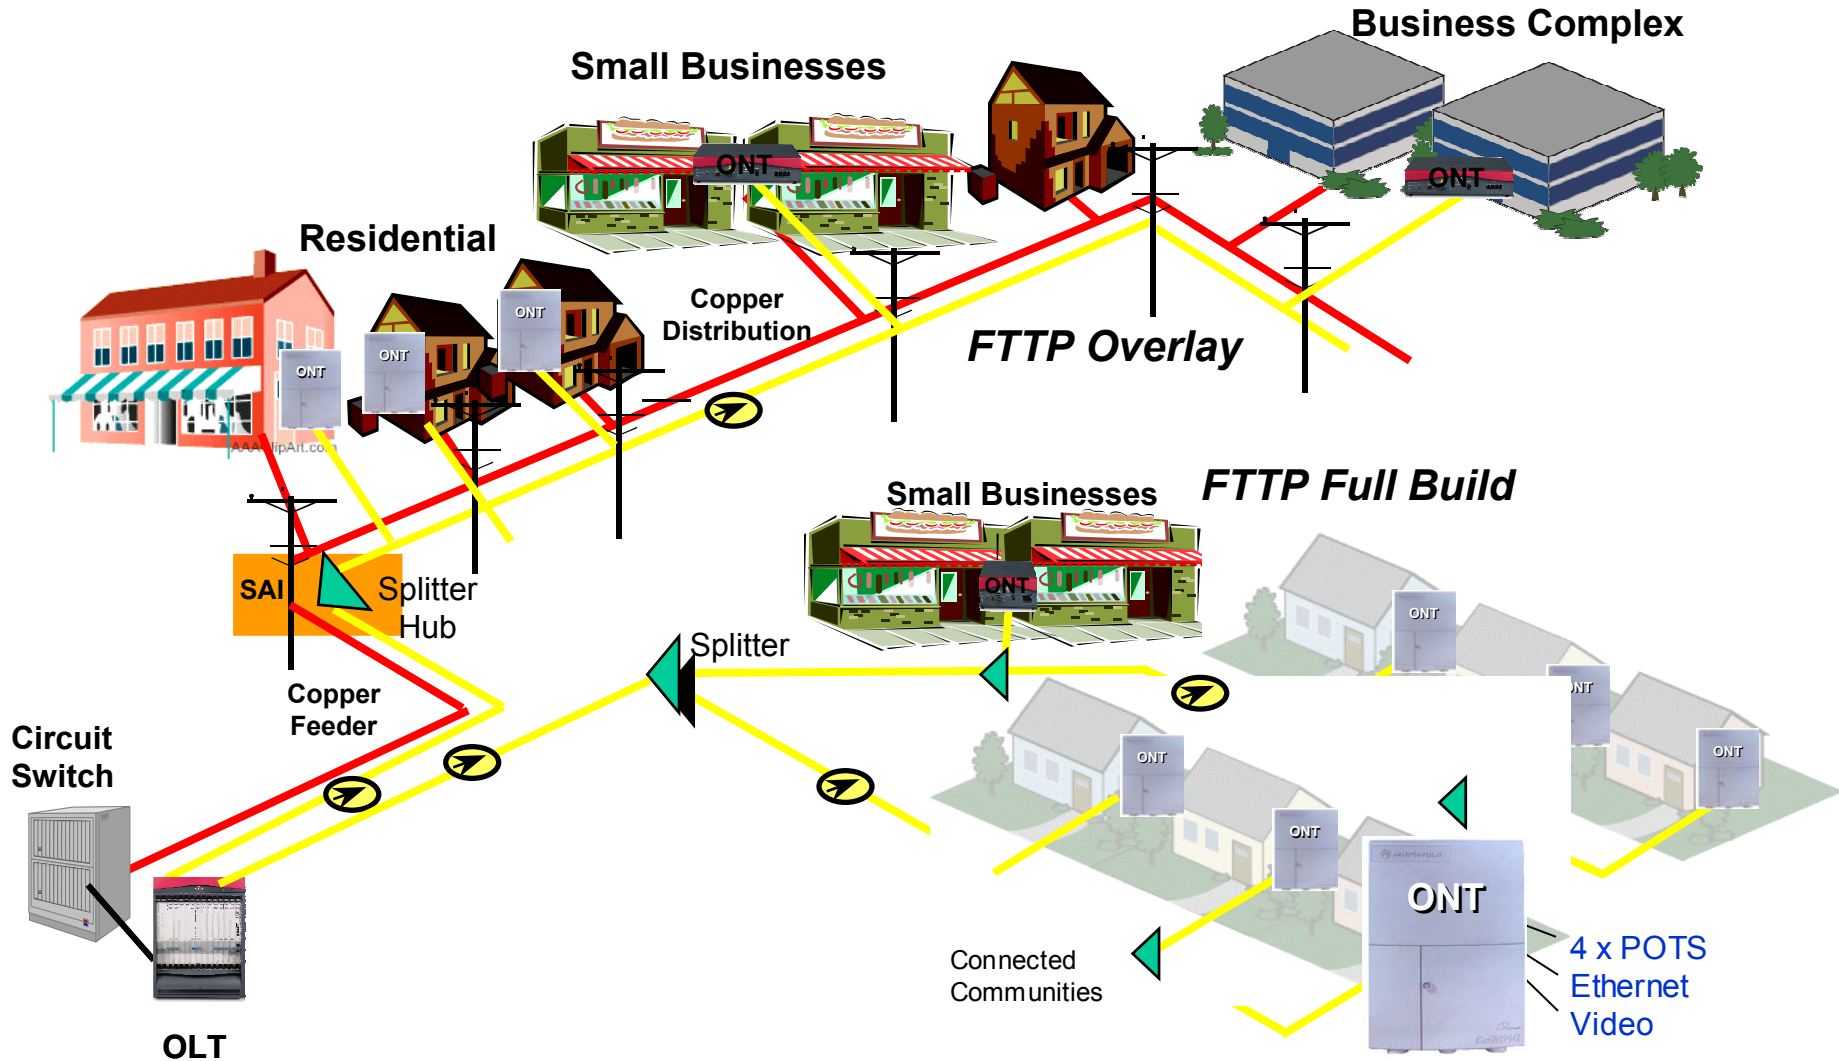 Business Complex
Small Businesses
ONT
ONT
Residential
Copper
Distribution
ONT
ONT
ONT
FTTP Overlay
FTTP Full Build
Small Businesses
SAI
Splitter
Hub
ONT
ONT
Splitter
Copper
Feeder
Circuit
Switch
ONT
ONT
ONT
ONT
4 x POTS
Ethernet
Video
Connected
Communities
OLT